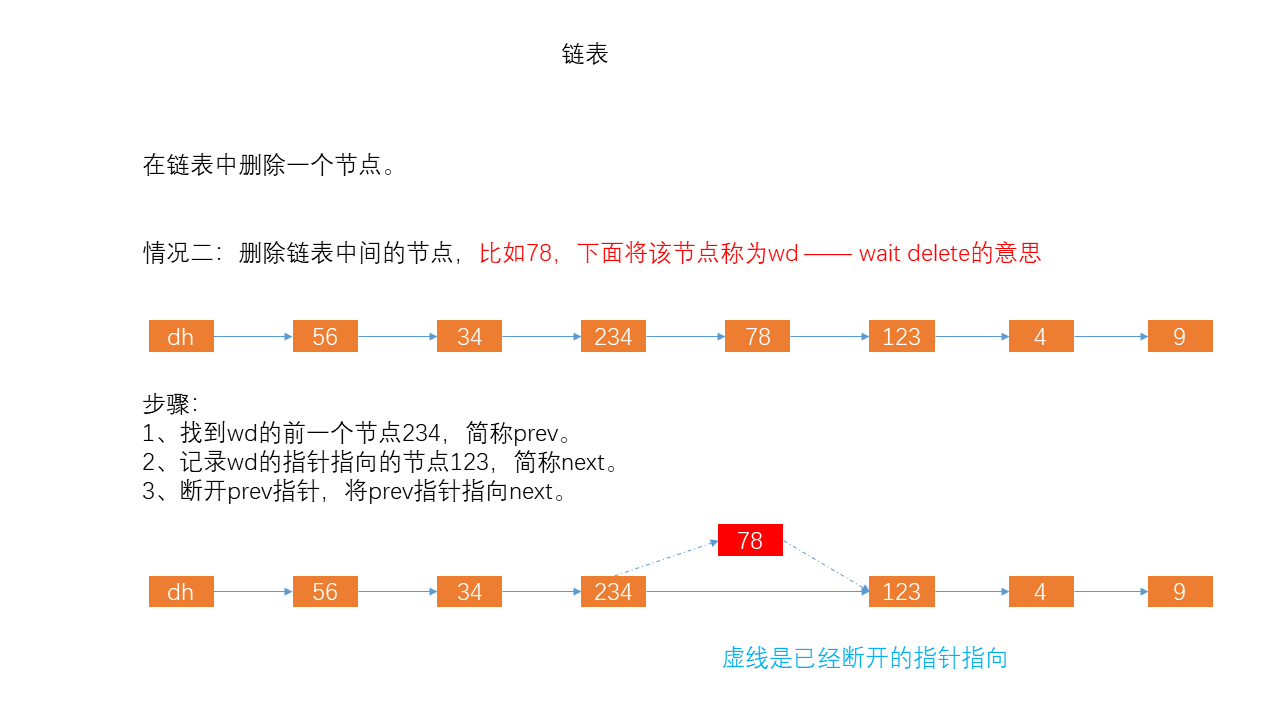 链表
在链表中删除一个节点。
情况二：删除链表中间的节点，比如78，下面将该节点称为wd —— wait delete的意思
dh 56 34 234 78 123 4 9
步骤：
1、找到wd的前一个节点234，简称prev。
2、记录wd的指针指向的节点123，简称next。
3、断开prev指针，将prev指针指向next。
78
dh 56 34 234 123 4 9
虚线是已经断开的指针指向